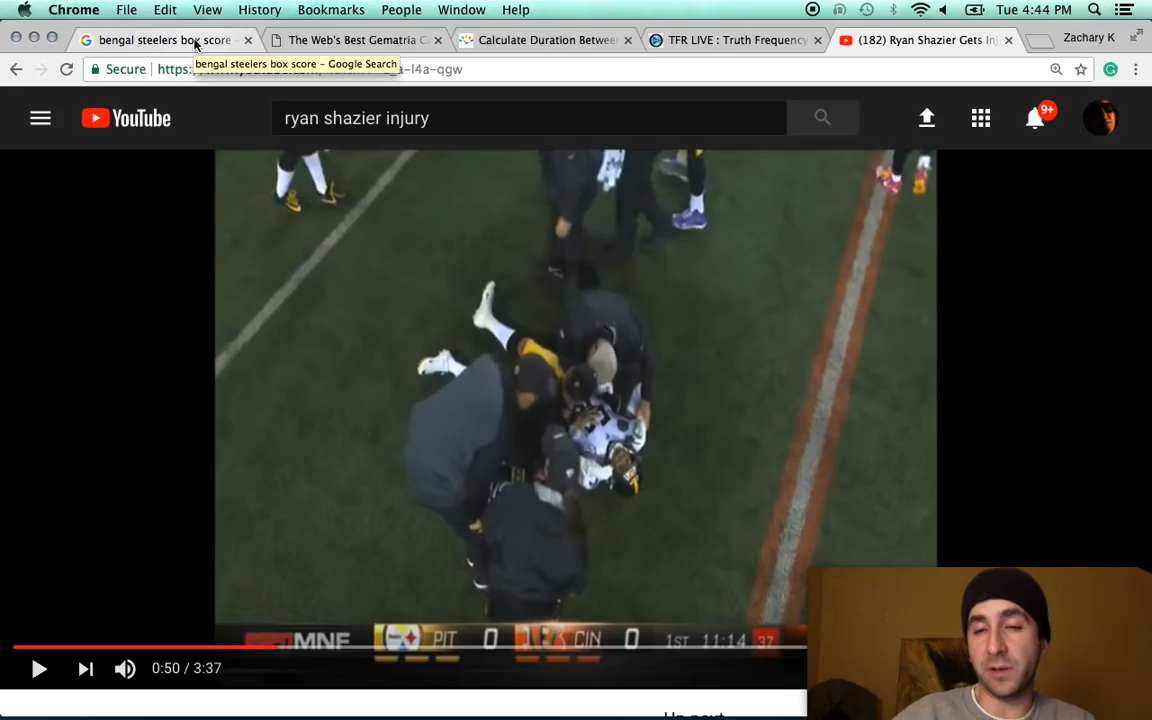 Chrome File Edit View History Bookmarks People Window Help Tue 4:44 PM
bengal steelers box score – The Web's Best Gematria C Calculate Duration Betwee TFR LIVE : Truth Frequency (182) Ryan Shazier Gets Inj Zachary K
bengal steelers box score – Google Search
Secure https: -l4a-qgw
YouTube ryan shazier injury 9+
MNF PIT 0 CIN 0 1ST 11:14 37
0:50 / 3:37